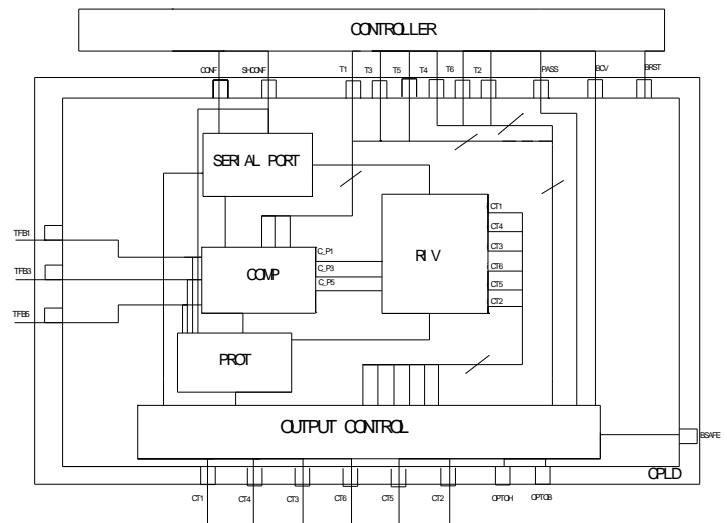 CONTROLLER
CONF SHCONF T1 T3 T5 T4 T6 T2 PASS BCV BRST
SERIAL PORT
CT1
CT4
TFB1
C_P1
CT3
COMP
RIV
C_P3
CT6
TFB3
C_P5
CT5
CT2
TFB5
PROT
OUTPUT CONTROL
BSAFE
CPLD
CT1 CT4 CT3 CT6 CT5 CT2 OPTOH OPTOB